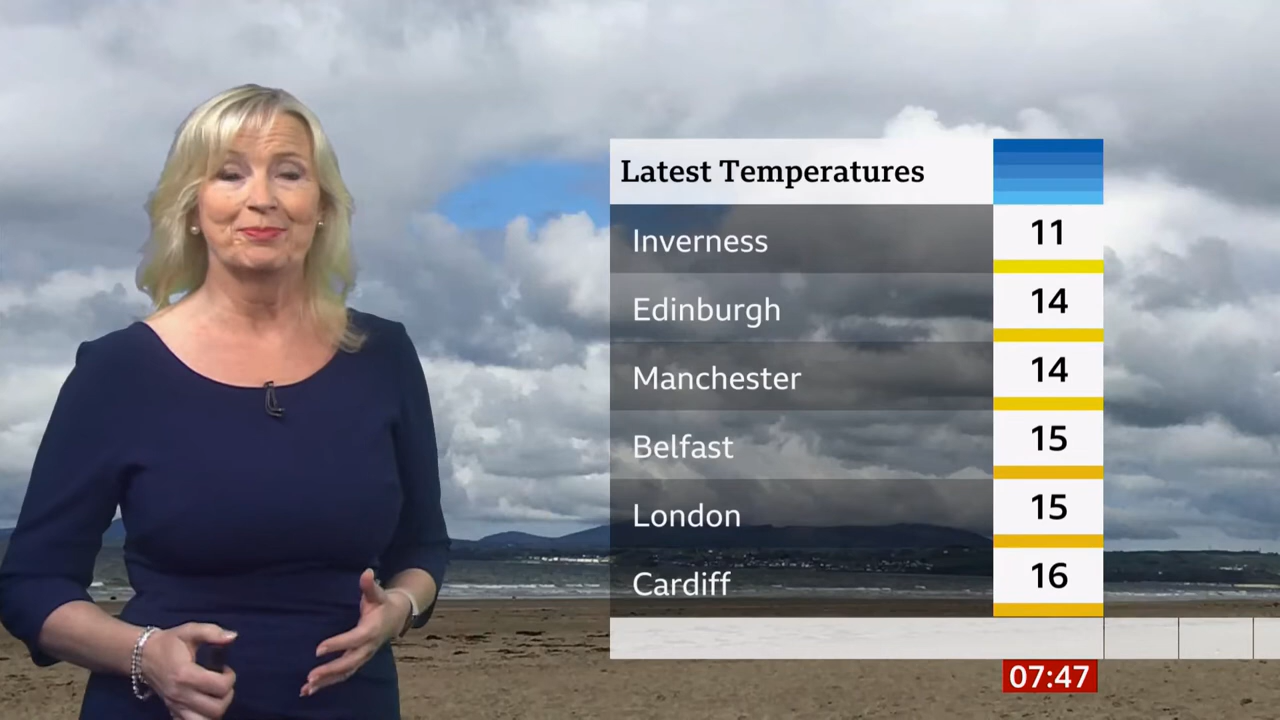 Latest Temperatures
Inverness 11
Edinburgh 14
Manchester 14
Belfast 15
London 15
Cardiff 16
07:47